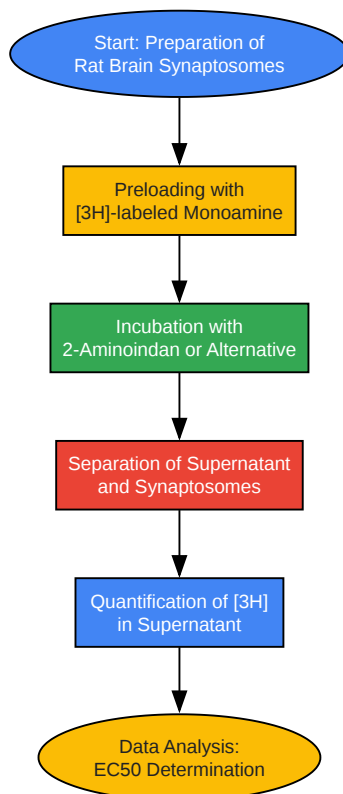 Start: Preparation of
Rat Brain Synaptosomes
Preloading with
[3H]-labeled Monoamine
Incubation with
2-Aminoindan or Alternative
Separation of Supernatant
and Synaptosomes
Quantification of [3H]
in Supernatant
Data Analysis:
EC50 Determination